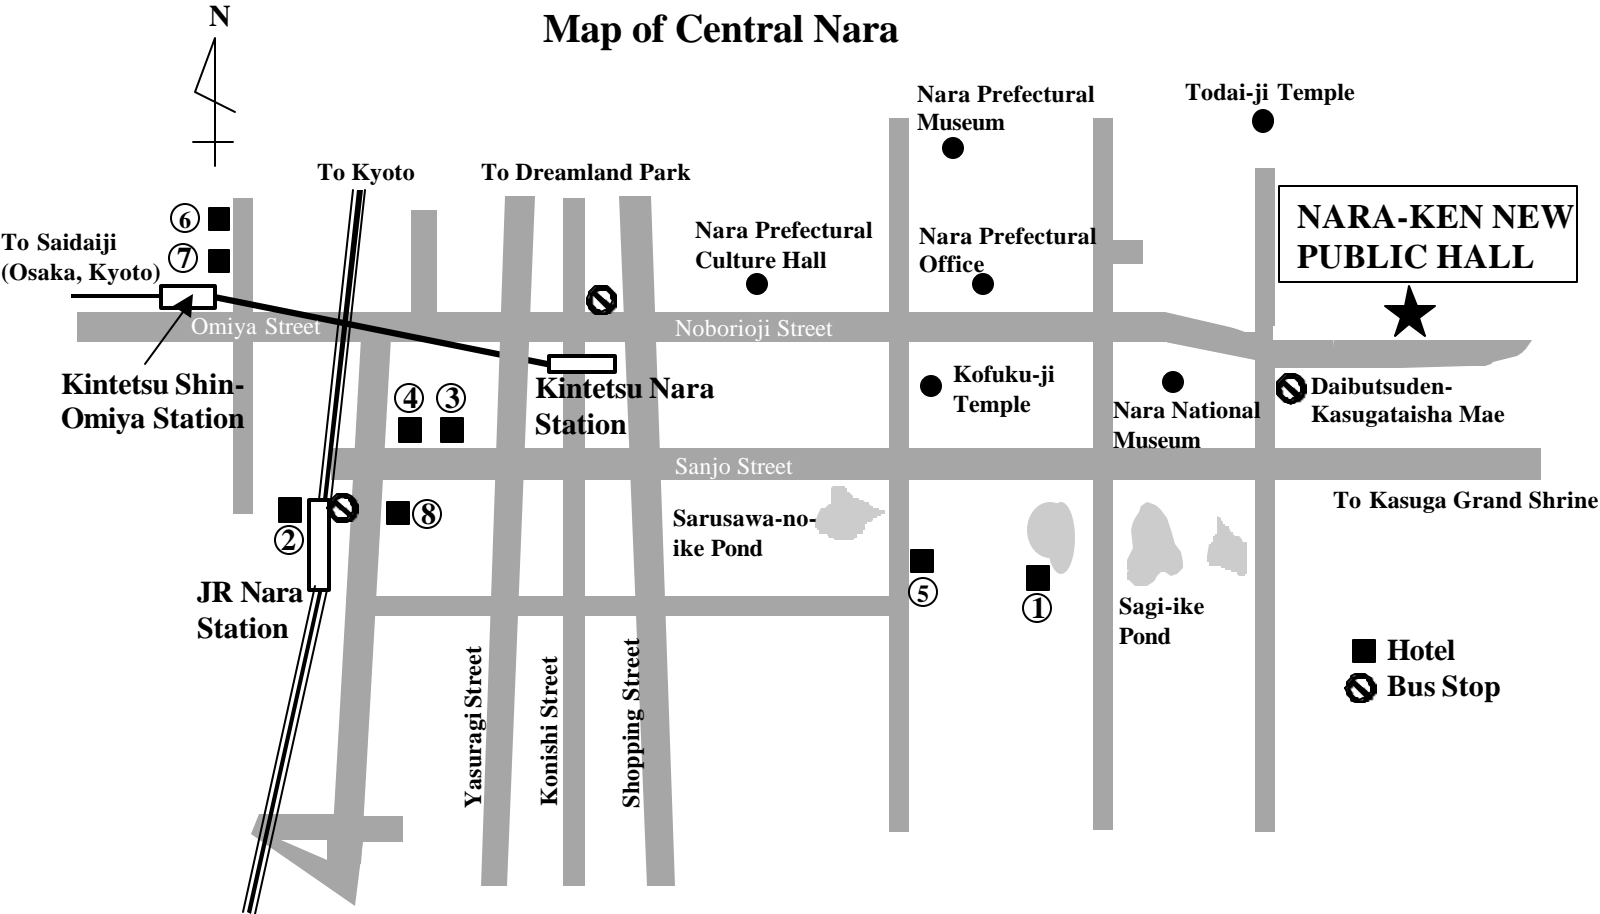 Map of Central Nara
N
Nara Prefectural
Museum
Todai-ji Temple
To Kyoto
To Dreamland Park
NARA-KEN NEW
PUBLIC HALL
6
7
To Saidaiji
(Osaka, Kyoto)
Nara Prefectural
Culture Hall
Nara Prefectural
Office
Omiya Street
Noborioji Street
Kintetsu Shin-
Omiya Station
4
3
Kintetsu Nara
Station
Kofuku-ji
Temple
Nara National
Museum
Daibutsuden-
Kasugataisha Mae
Sanjo Street
To Kasuga Grand Shrine
2
8
Sarusawa-no-
ike Pond
5
1
JR Nara
Station
Sagi-ike
Pond
Yasuragi Street
Konishi Street
Shopping Street
Hotel
Bus Stop